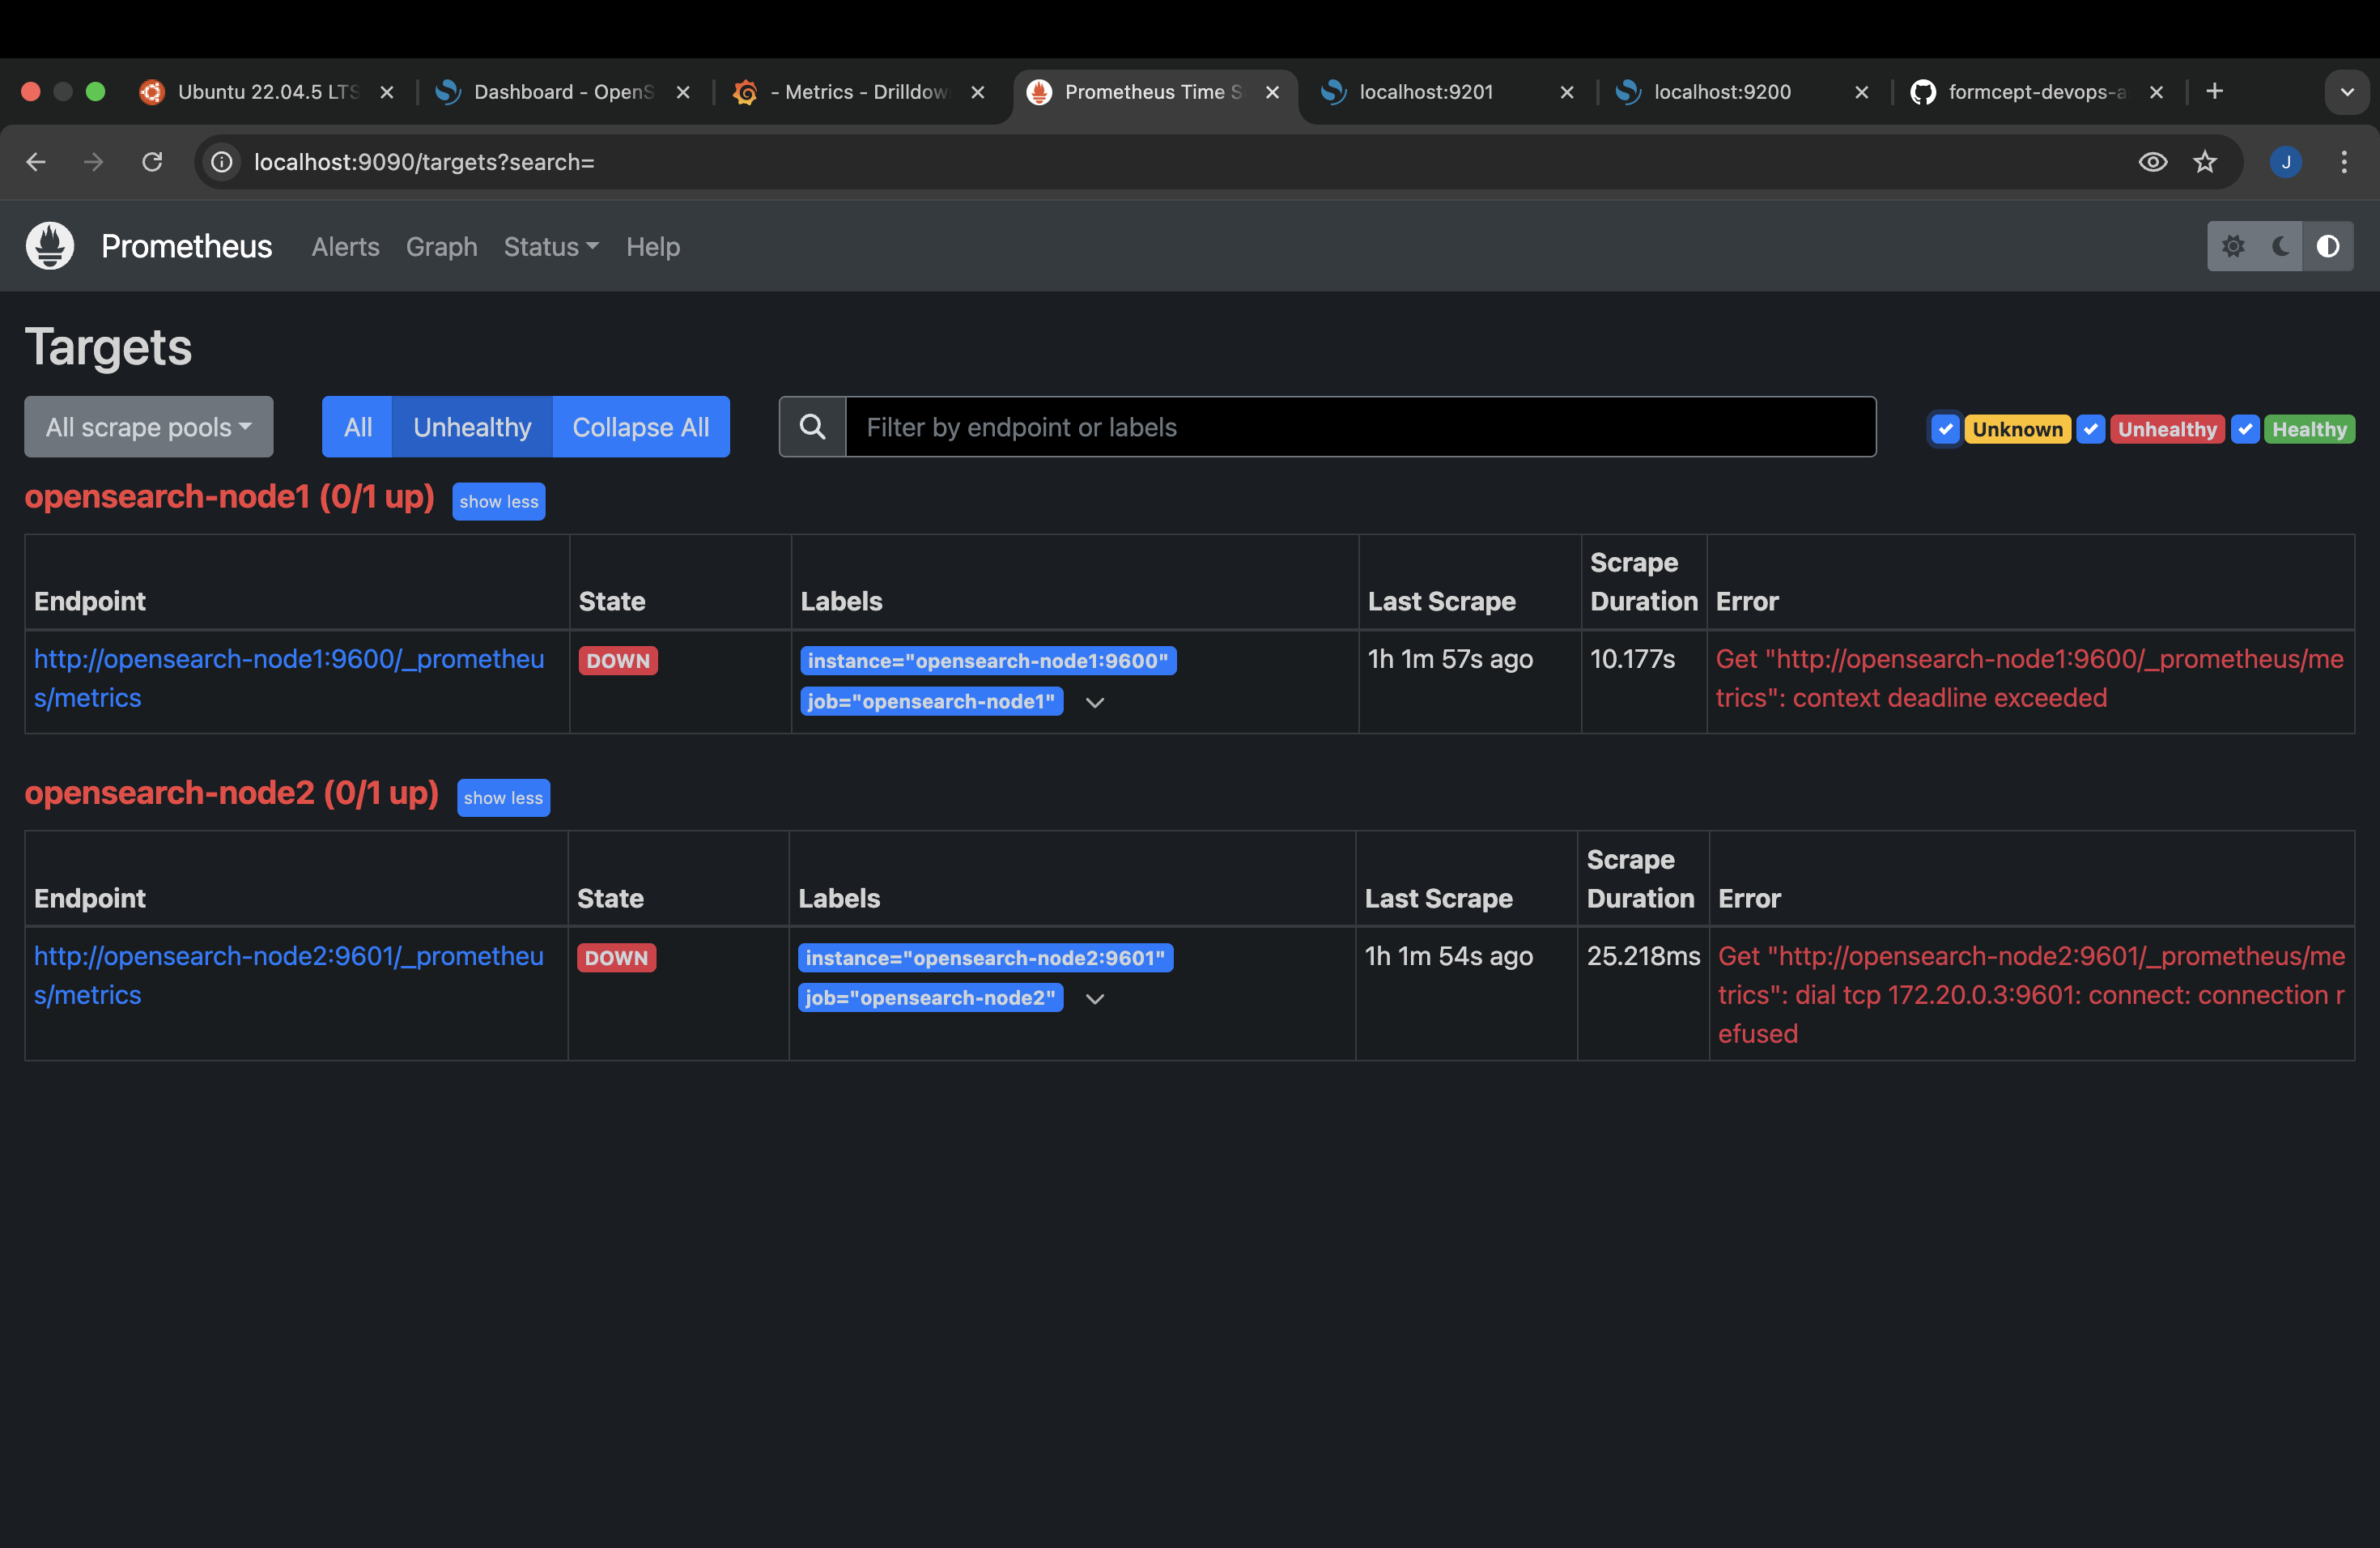 Ubuntu 22.04.5 LTS
Dashboard - OpenS
- Metrics - Drilldow
Prometheus Time S
localhost:9201
localhost:9200
formcept-devops-a
localhost:9090/targets?search=
J
Prometheus
Alerts
Graph
Status
Help
Targets
All scrape pools
All
Unhealthy
Collapse All
Filter by endpoint or labels
Unknown
Unhealthy
Healthy
opensearch-node1 (0/1 up)
show less
Endpoint
State
Labels
Last Scrape
Scrape
Duration
Error
http://opensearch-node1:9600/_prometheu
s/metrics
DOWN
instance="opensearch-node1:9600"
job="opensearch-node1"
1h 1m 57s ago
10.177s
Get "http://opensearch-node1:9600/_prometheus/me
trics": context deadline exceeded
opensearch-node2 (0/1 up)
show less
Endpoint
State
Labels
Last Scrape
Scrape
Duration
Error
http://opensearch-node2:9601/_prometheu
s/metrics
DOWN
instance="opensearch-node2:9601"
job="opensearch-node2"
1h 1m 54s ago
25.218ms
Get "http://opensearch-node2:9601/_prometheus/me
trics": dial tcp 172.20.0.3:9601: connect: connection r
efused